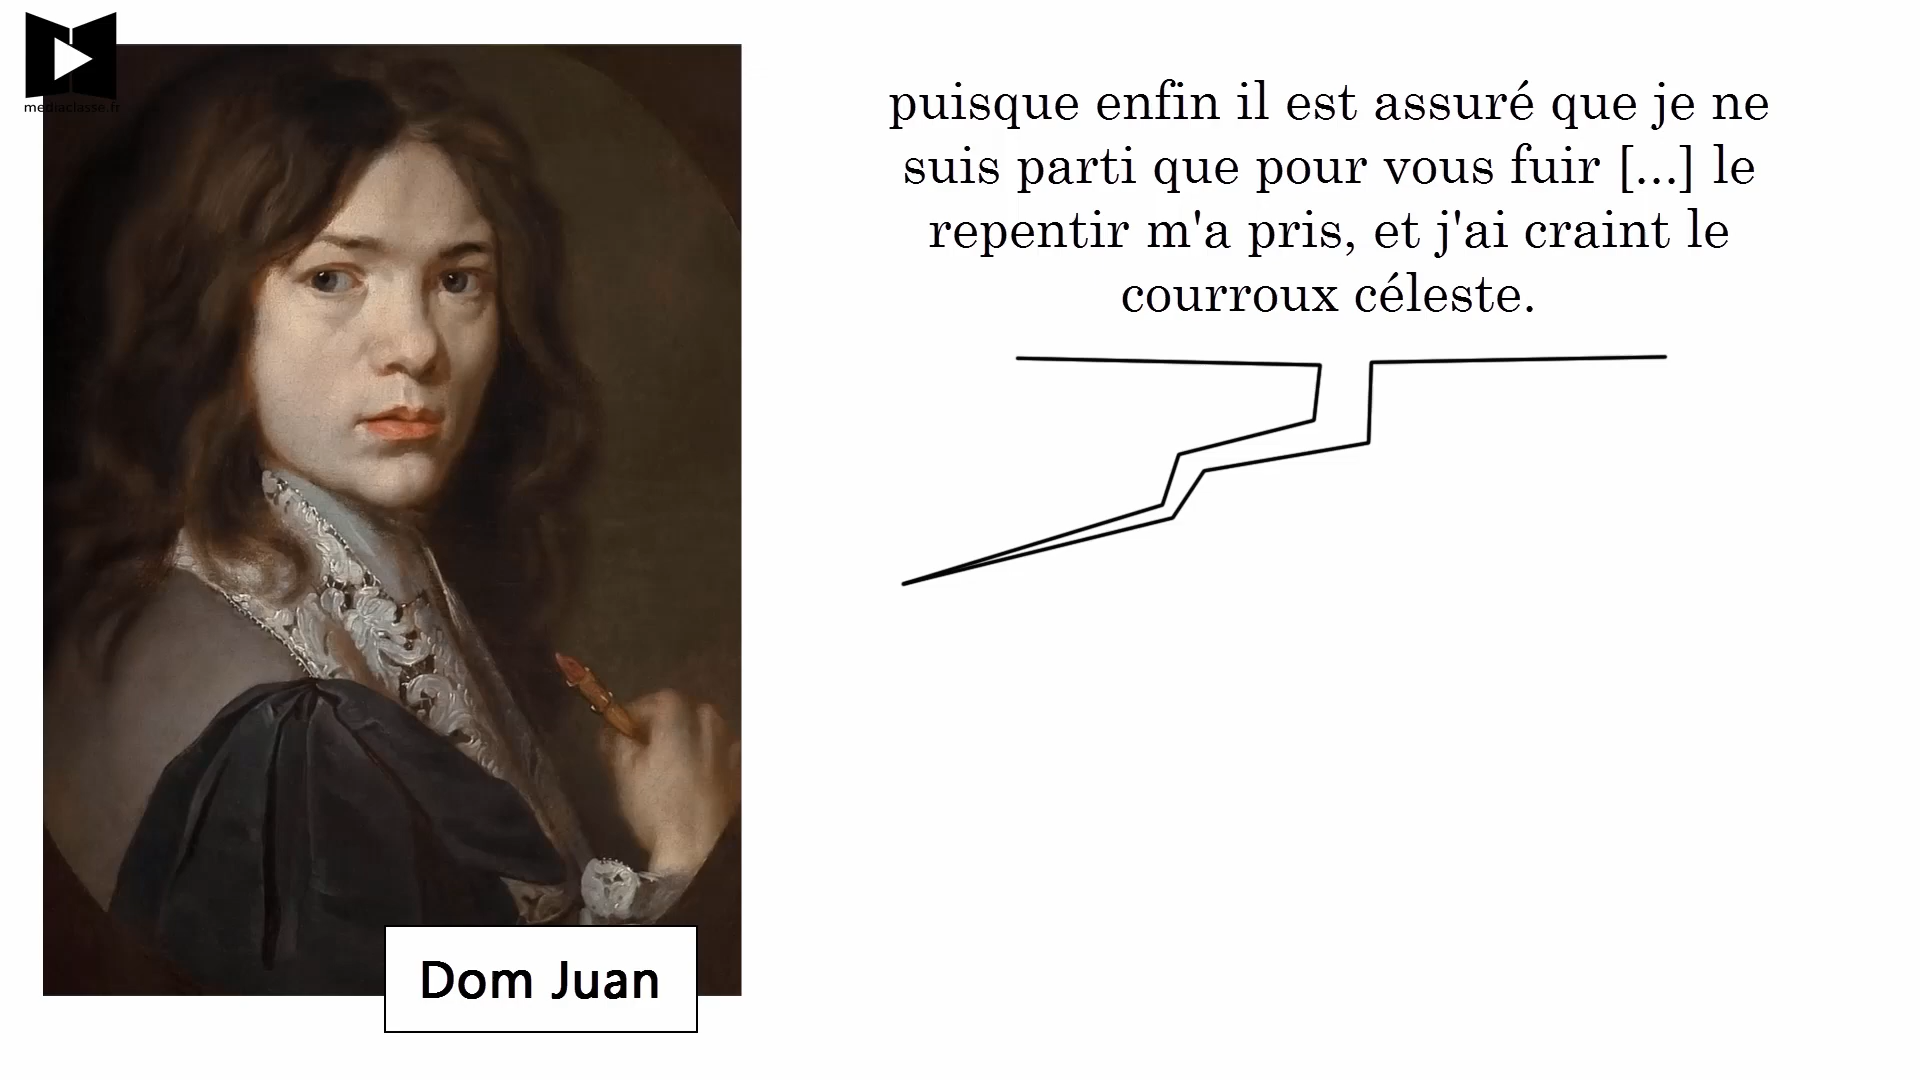 mediaclasse.fr
puisque enfin il est assuré que je ne
suis parti que pour vous fuir [...] le
repentir m'a pris, et j'ai craint le
courroux céleste.
Dom Juan